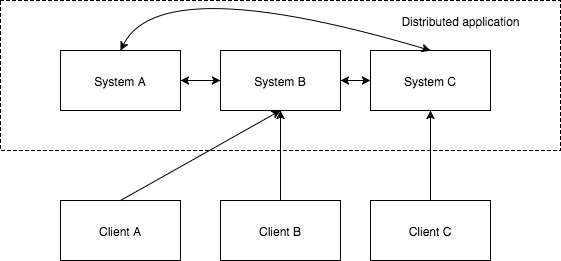 Distributed application
System A
System B
System C
Client A
Client B
Client C